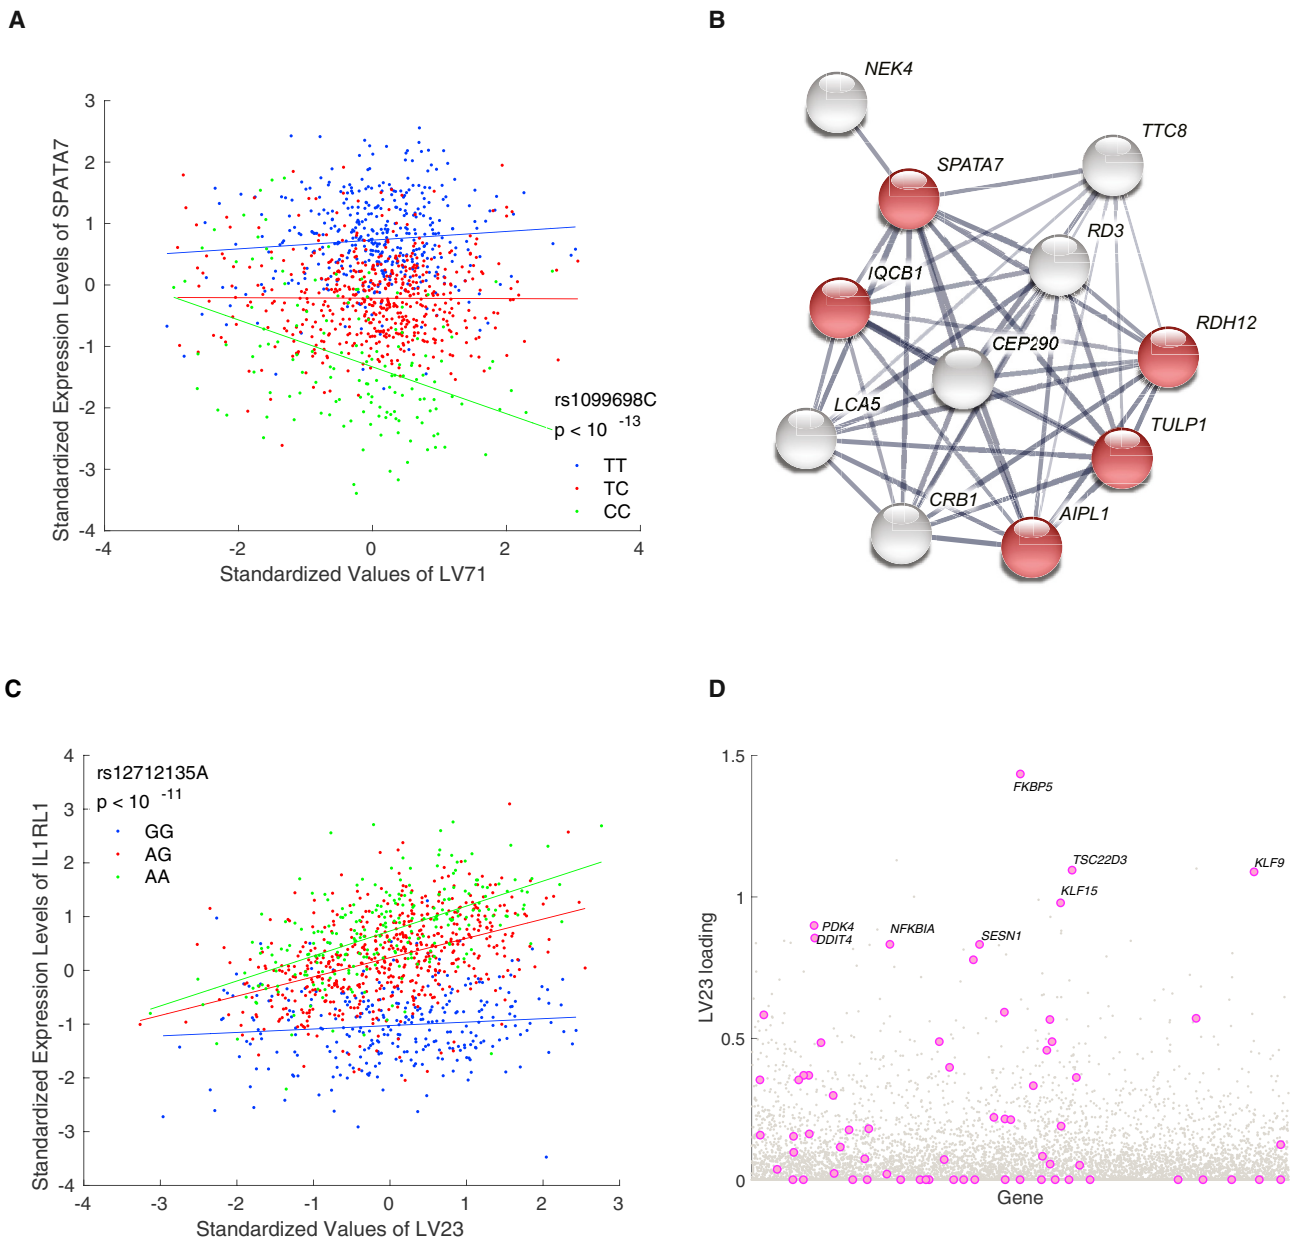 A
Standardized Expression Levels of SPATA7
3
2
1
0
-1
-2
-3
-4
-4
-2
0
2
4
Standardized Values of LV71
rs1099698C
p < 10 -13
TT
TC
CC
B
NEK4
TTC8
SPATA7
RD3
IQCB1
RDH12
CEP290
LCA5
TULP1
CRB1
AIPL1
C
Standardized Expression Levels of IL1RL1
4
3
2
1
0
-1
-2
-3
-4
rs12712135A
p < 10 -11
GG
AG
AA
-4
-3
-2
-1
0
1
2
3
Standardized Values of LV23
D
LV23 loading
1.5
1
0.5
0
FKBP5
TSC22D3
KLF9
KLF15
PDK4
DDIT4
NFKBIA
SESN1
Gene